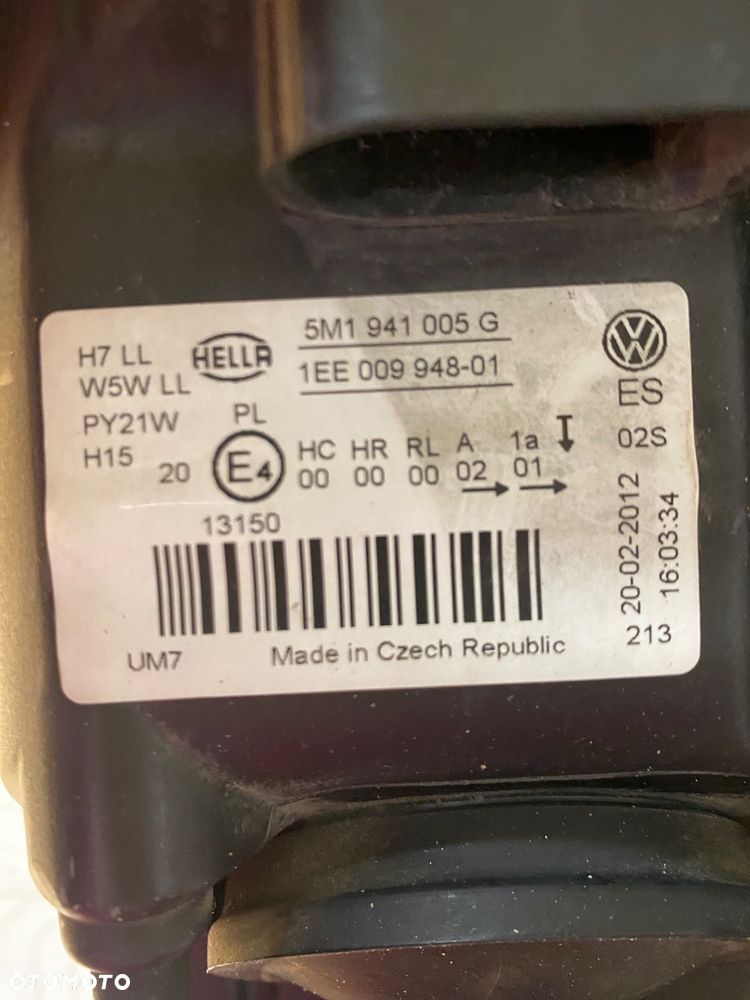 H7 LL
W5W LL
PY21W
H15
HELLA
5M1 941 005 G
1EE 009 948-01
PL
20
E4
HC HR RL A 1a
00 00 00 02 01
13150
VW
ES
02S
20-02-2012
16:03:34
213
UM7
Made in Czech Republic
OTOMOTO